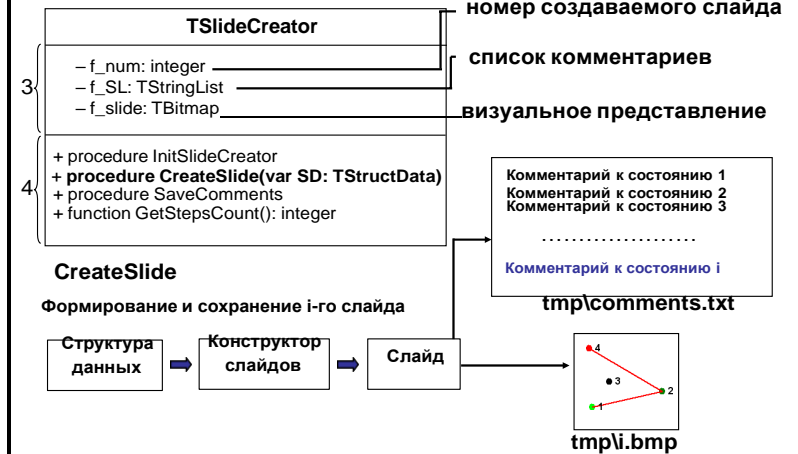 номер создаваемого слайда
TSlideCreator
3
– f_num: integer
– f_SL: TStringList
– f_slide: TBitmap
список комментариев
визуальное представление
4
+ procedure InitSlideCreator
+ procedure CreateSlide(var SD: TStructData)
+ procedure SaveComments
+ function GetStepsCount(): integer
Комментарий к состоянию 1
Комментарий к состоянию 2
Комментарий к состоянию 3
.....................
Комментарий к состоянию i
tmp\comments.txt
CreateSlide
Формирование и сохранение i-го слайда
Структура
данных
Конструктор
слайдов
Слайд
4
3
2
1
tmp\i.bmp